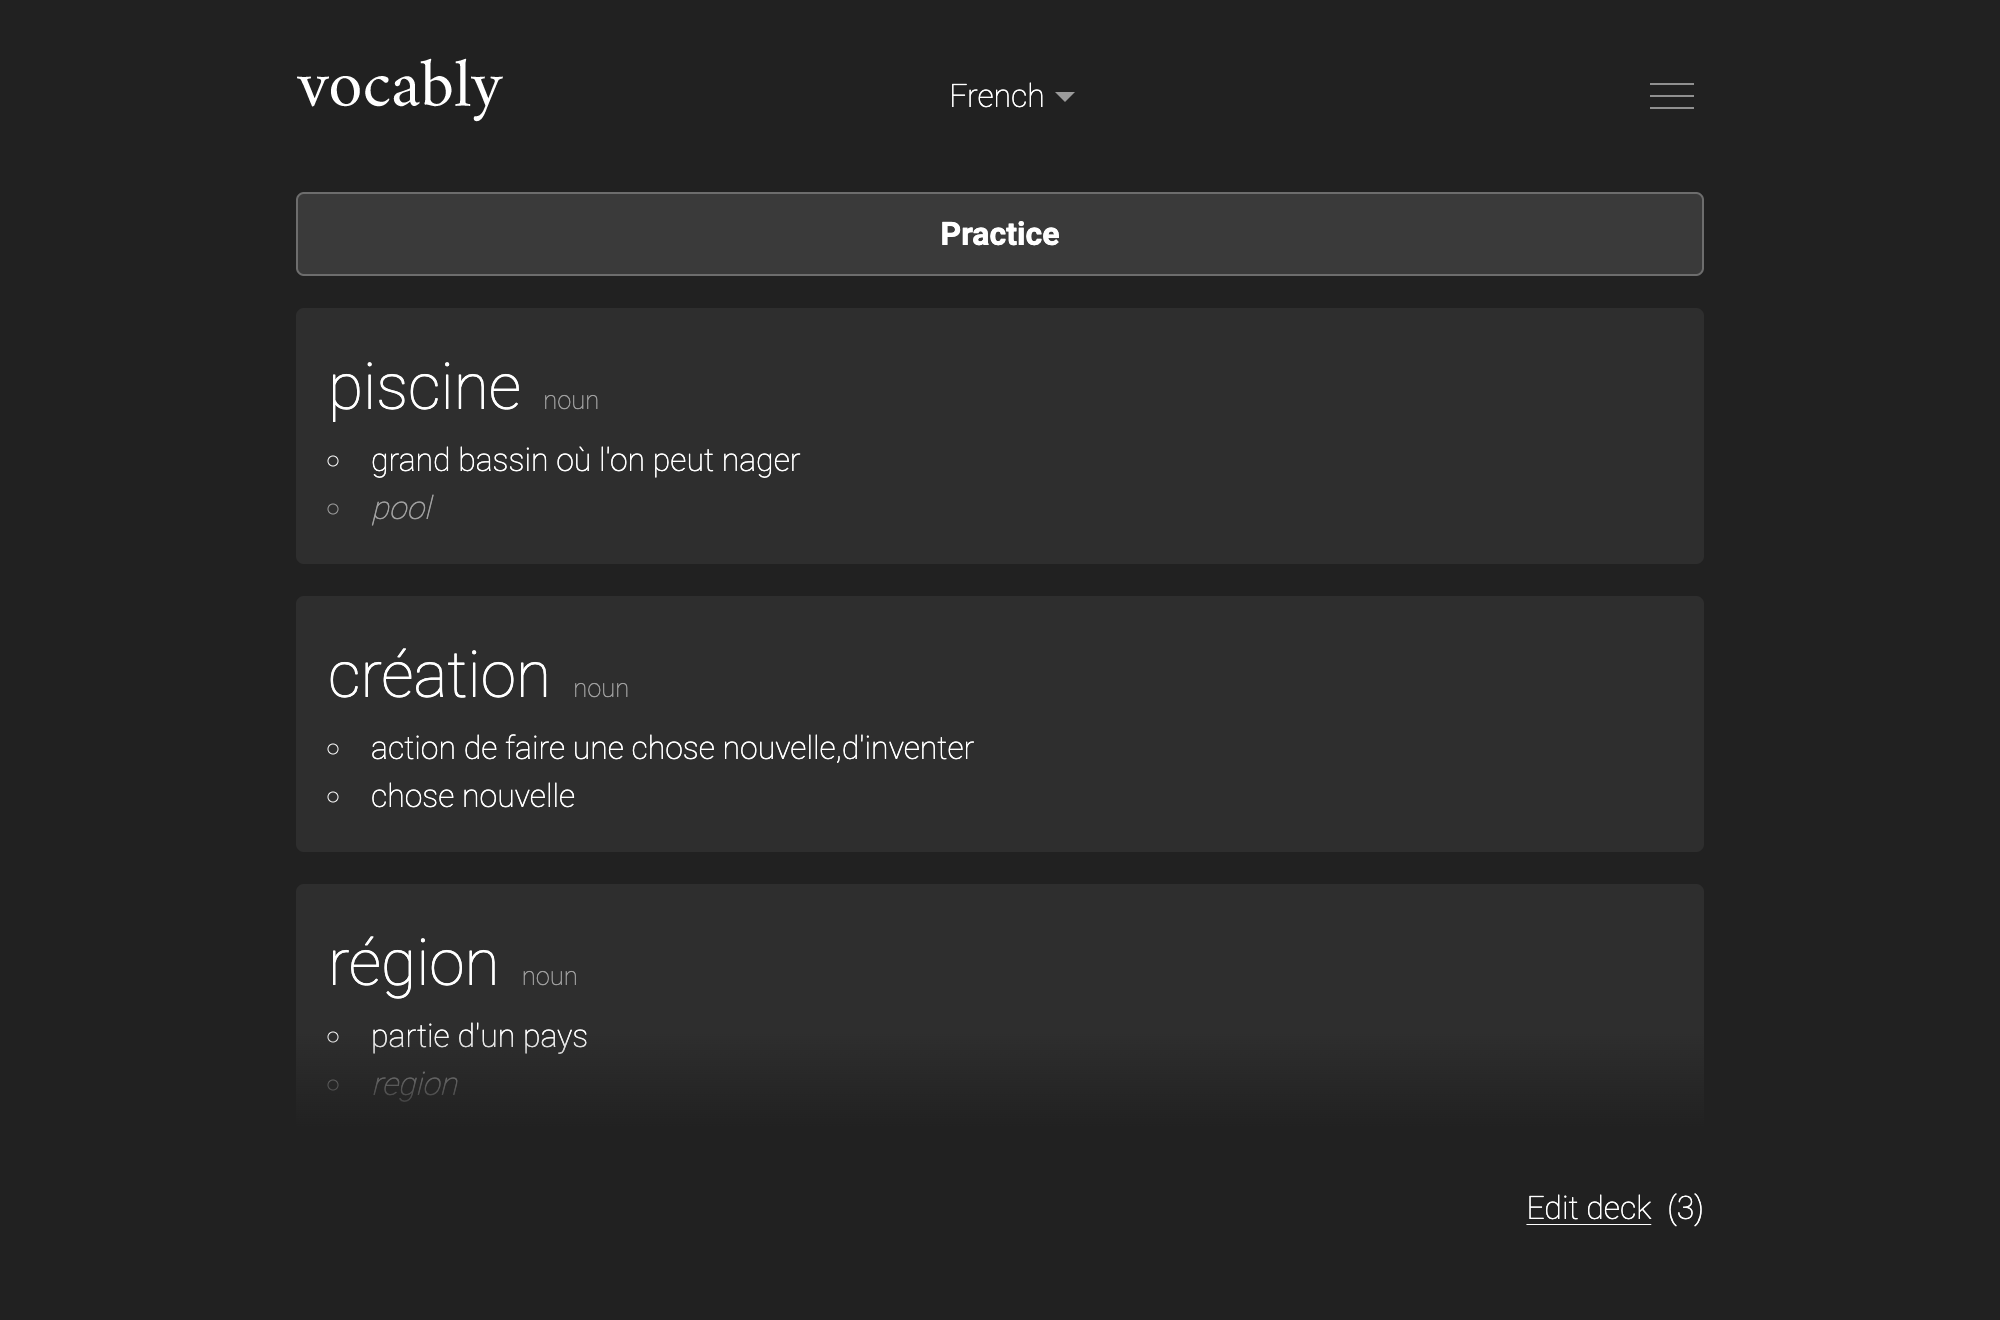 vocably
French
Practice
piscine noun
grand bassin où l'on peut nager
pool
création noun
action de faire une chose nouvelle,d'inventer
chose nouvelle
région noun
partie d'un pays
region
Edit deck (3)